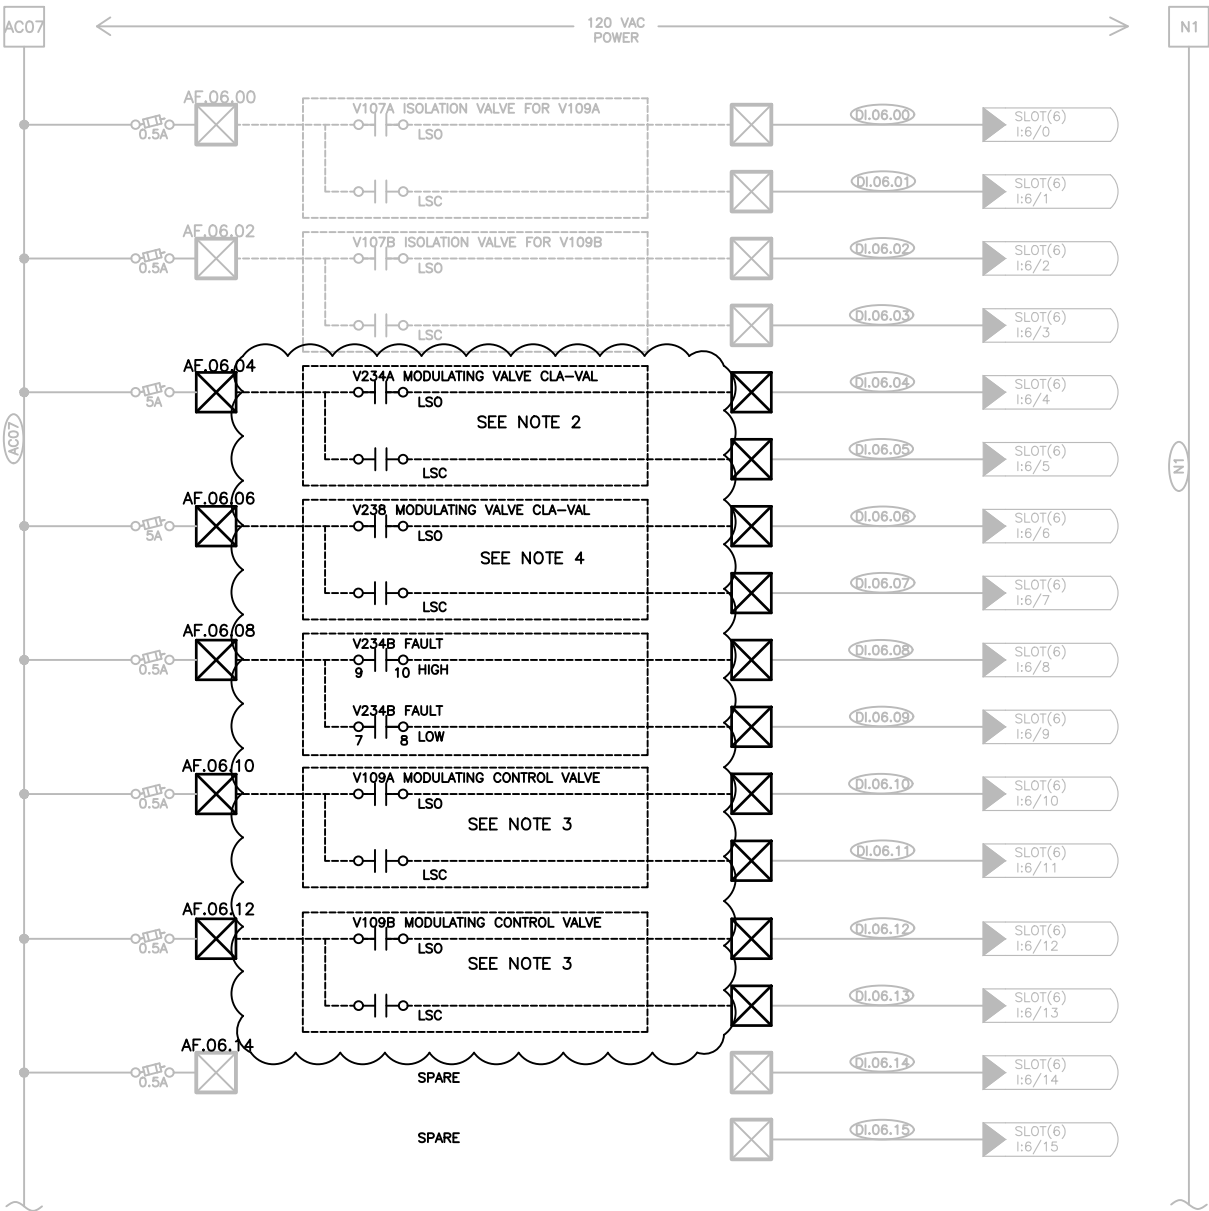 AC07
120 VAC
POWER
N1
AF.06.00
0.5A
V107A ISOLATION VALVE FOR V109A
LSO
DI.06.00
SLOT(6)
I:6/0
LSC
DI.06.01
SLOT(6)
I:6/1
AF.06.02
0.5A
V107B ISOLATION VALVE FOR V109B
LSO
DI.06.02
SLOT(6)
I:6/2
LSC
DI.06.03
SLOT(6)
I:6/3
AF.06.04
5A
V234A MODULATING VALVE CLA-VAL
LSO
SEE NOTE 2
DI.06.04
SLOT(6)
I:6/4
AC07
LSC
DI.06.05
SLOT(6)
I:6/5
N1
AF.06.06
5A
V238 MODULATING VALVE CLA-VAL
LSO
SEE NOTE 4
DI.06.06
SLOT(6)
I:6/6
LSC
DI.06.07
SLOT(6)
I:6/7
AF.06.08
0.5A
V234B FAULT
9 10 HIGH
DI.06.08
SLOT(6)
I:6/8
V234B FAULT
7 8 LOW
DI.06.09
SLOT(6)
I:6/9
AF.06.10
0.5A
V109A MODULATING CONTROL VALVE
LSO
SEE NOTE 3
DI.06.10
SLOT(6)
I:6/10
LSC
DI.06.11
SLOT(6)
I:6/11
AF.06.12
0.5A
V109B MODULATING CONTROL VALVE
LSO
SEE NOTE 3
DI.06.12
SLOT(6)
I:6/12
LSC
DI.06.13
SLOT(6)
I:6/13
AF.06.14
0.5A
SPARE
DI.06.14
SLOT(6)
I:6/14
SPARE
DI.06.15
SLOT(6)
I:6/15